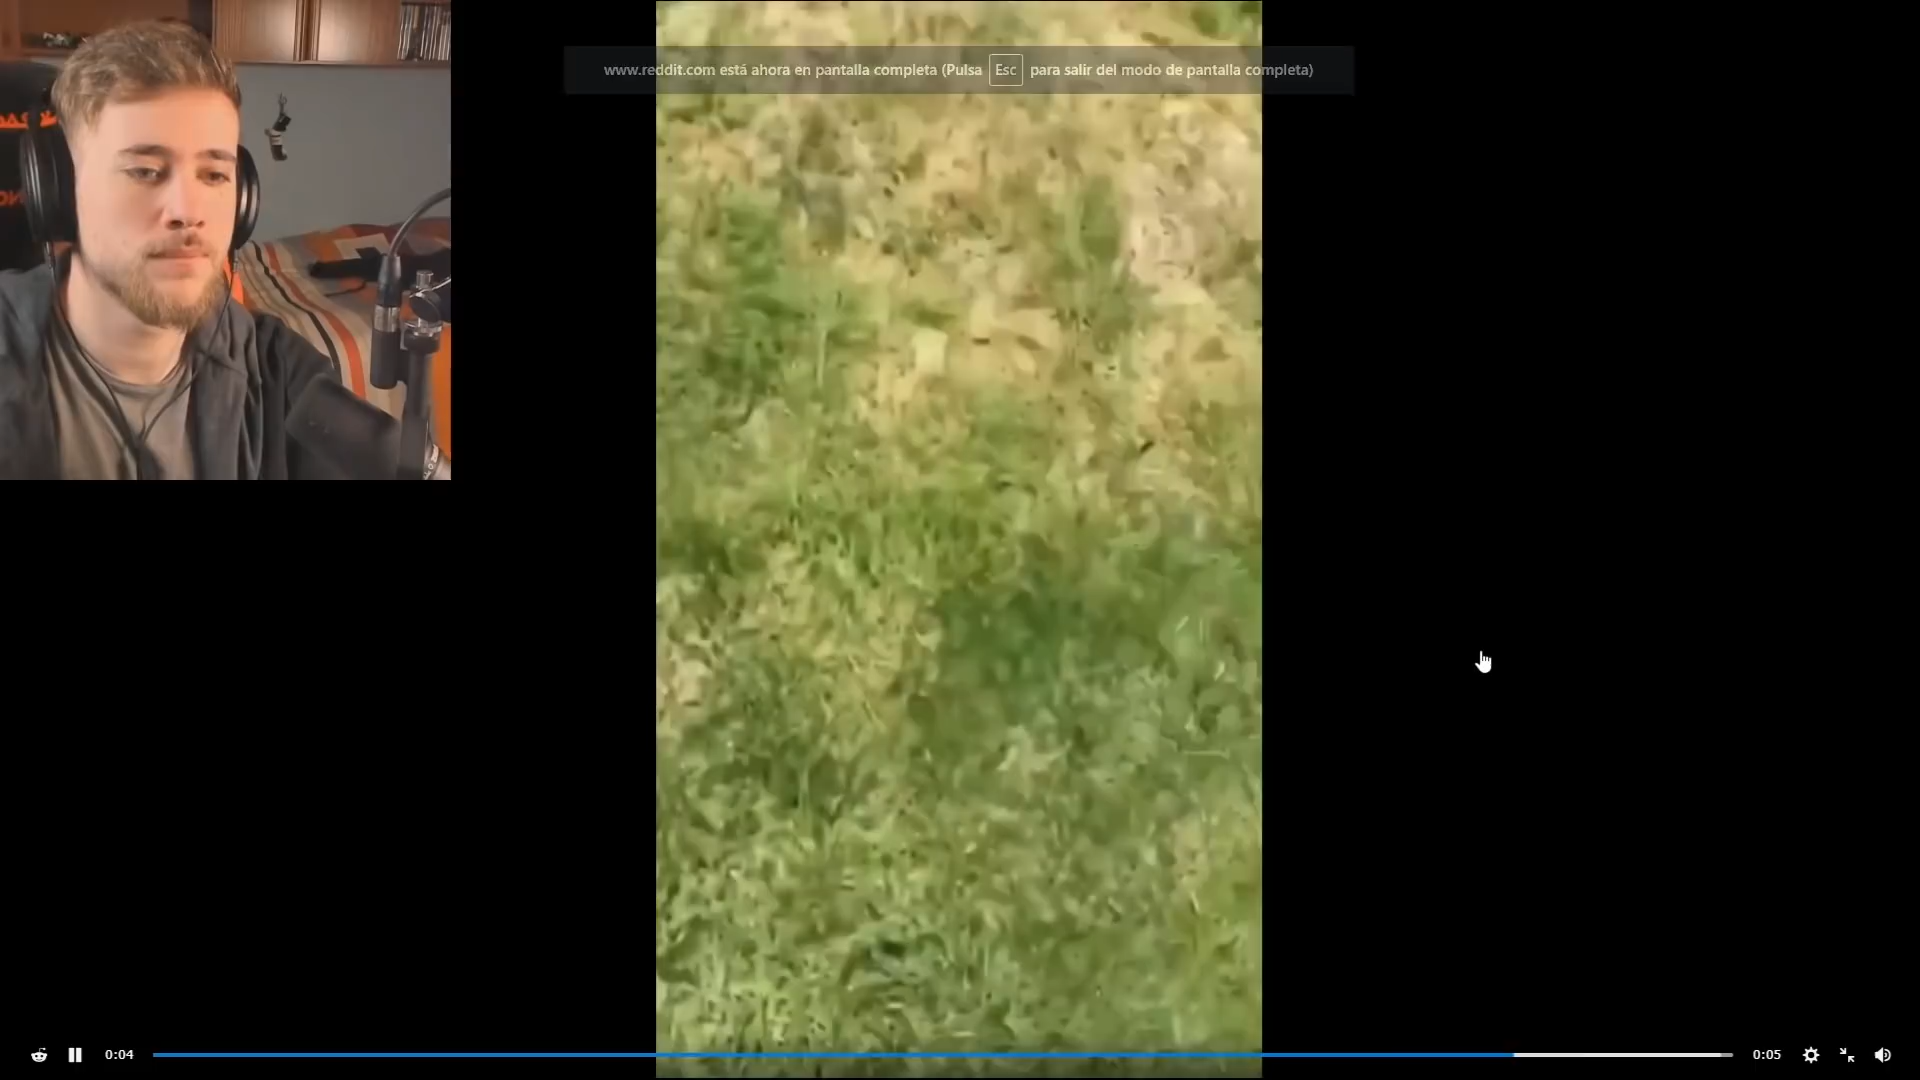 www.reddit.com está ahora en pantalla completa (Pulsa Esc para salir del modo de pantalla completa)
0:04
0:05